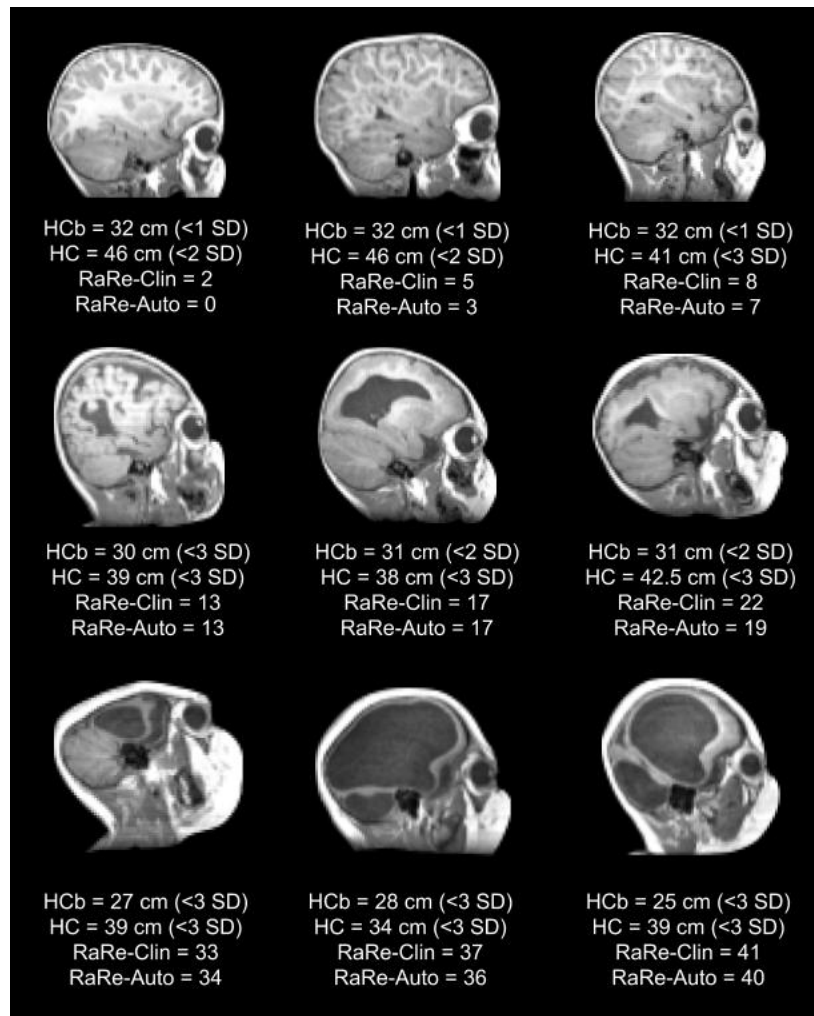 HCb = 32 cm (<1 SD)
HC = 46 cm (<2 SD)
RaRe-Clin = 2
RaRe-Auto = 0
HCb = 32 cm (<1 SD)
HC = 46 cm (<2 SD)
RaRe-Clin = 5
RaRe-Auto = 3
HCb = 32 cm (<1 SD)
HC = 41 cm (<3 SD)
RaRe-Clin = 8
RaRe-Auto = 7
HCb = 30 cm (<3 SD)
HC = 39 cm (<3 SD)
RaRe-Clin = 13
RaRe-Auto = 13
HCb = 31 cm (<2 SD)
HC = 38 cm (<3 SD)
RaRe-Clin = 17
RaRe-Auto = 17
HCb = 31 cm (<2 SD)
HC = 42.5 cm (<3 SD)
RaRe-Clin = 22
RaRe-Auto = 19
HCb = 27 cm (<3 SD)
HC = 39 cm (<3 SD)
RaRe-Clin = 33
RaRe-Auto = 34
HCb = 28 cm (<3 SD)
HC = 34 cm (<3 SD)
RaRe-Clin = 37
RaRe-Auto = 36
HCb = 25 cm (<3 SD)
HC = 39 cm (<3 SD)
RaRe-Clin = 41
RaRe-Auto = 40